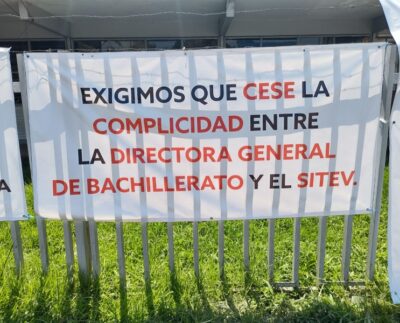 EXIGIMOS QUE CESE LA
COMPLICIDAD ENTRE
LA DIRECTORA GENERAL
DE BACHILLERATO Y EL SITEV.
A